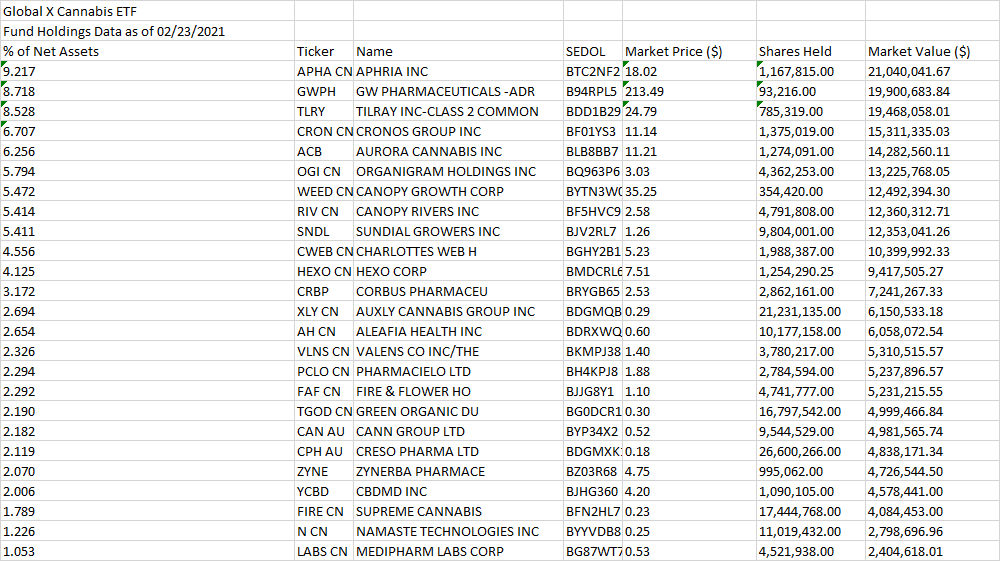 Global X Cannabis ETF
Fund Holdings Data as of 02/23/2021
% of Net Assets Ticker Name SEDOL Market Price ($) Shares Held Market Value ($)
9.217 APHA CN APHRIA INC BTC2NF2 18.02 1,167,815.00 21,040,041.67
8.718 GWPH GW PHARMACEUTICALS -ADR B94RPL5 213.49 93,216.00 19,900,683.84
8.528 TLRY TILRAY INC-CLASS 2 COMMON BDD1B29 24.79 785,319.00 19,468,058.01
6.707 CRON CN CRONOS GROUP INC BF01YS3 11.14 1,375,019.00 15,311,335.03
6.256 ACB AURORA CANNABIS INC BLB8BB7 11.21 1,274,091.00 14,282,560.11
5.794 OGI CN ORGANIGRAM HOLDINGS INC BQ963P6 3.03 4,362,253.00 13,225,768.05
5.472 WEED CN CANOPY GROWTH CORP BYTN3W0 35.25 354,420.00 12,492,394.30
5.414 RIV CN CANOPY RIVERS INC BF5HVC9 2.58 4,791,808.00 12,360,312.71
5.411 SNDL SUNDIAL GROWERS INC BJV2RL7 1.26 9,804,001.00 12,353,041.26
4.556 CWEB CN CHARLOTTES WEB H BGHY2B1 5.23 1,988,387.00 10,399,992.33
4.125 HEXO CN HEXO CORP BMDCRL6 7.51 1,254,290.25 9,417,505.27
3.172 CRBP CORBUS PHARMACEU BRYGB65 2.53 2,862,161.00 7,241,267.33
2.694 XLY CN AUXLY CANNABIS GROUP INC BDGMQB 0.29 21,231,135.00 6,150,533.18
2.654 AH CN ALEAFIA HEALTH INC BDRXWQ 0.60 10,177,158.00 6,058,072.54
2.326 VLNS CN VALENS CO INC/THE BKMPJ38 1.40 3,780,217.00 5,310,515.57
2.294 PCLO CN PHARMACIELO LTD BH4KPJ8 1.88 2,784,594.00 5,237,896.57
2.292 FAF CN FIRE & FLOWER HO BJJG8Y1 1.10 4,741,777.00 5,231,215.55
2.190 TGOD CN GREEN ORGANIC DU BG0DCR1 0.30 16,797,542.00 4,999,466.84
2.182 CAN AU CANN GROUP LTD BYP34X2 0.52 9,544,529.00 4,981,565.74
2.119 CPH AU CRESO PHARMA LTD BDGMXK 0.18 26,600,266.00 4,838,171.34
2.070 ZYNE ZYNERBA PHARMACE BZ03R68 4.75 995,062.00 4,726,544.50
2.006 YCBD CBDMD INC BJHG360 4.20 1,090,105.00 4,578,441.00
1.789 FIRE CN SUPREME CANNABIS BFN2HL7 0.23 17,444,768.00 4,084,453.00
1.226 N CN NAMASTE TECHNOLOGIES INC BYYVDB8 0.25 11,019,432.00 2,798,696.96
1.053 LABS CN MEDIPHARM LABS CORP BG87WT7 0.53 4,521,938.00 2,404,618.01